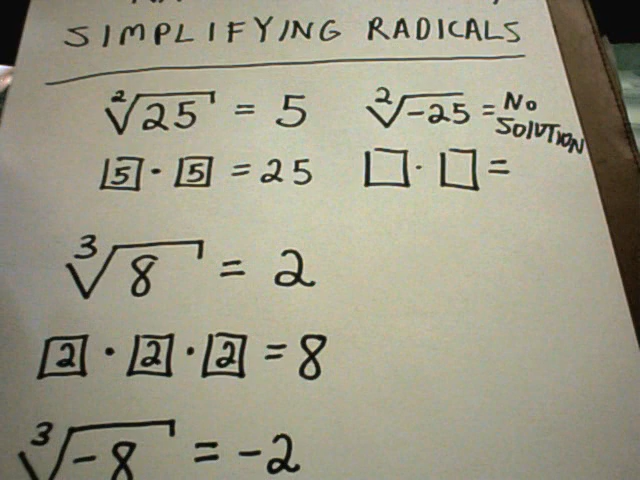 SIMPLIFYING RADICALS
²√25 = 5
²√-25 = NO SOLUTION
5 · 5 = 25
□ · □ =
³√8 = 2
2 · 2 · 2 = 8
³√-8 = -2